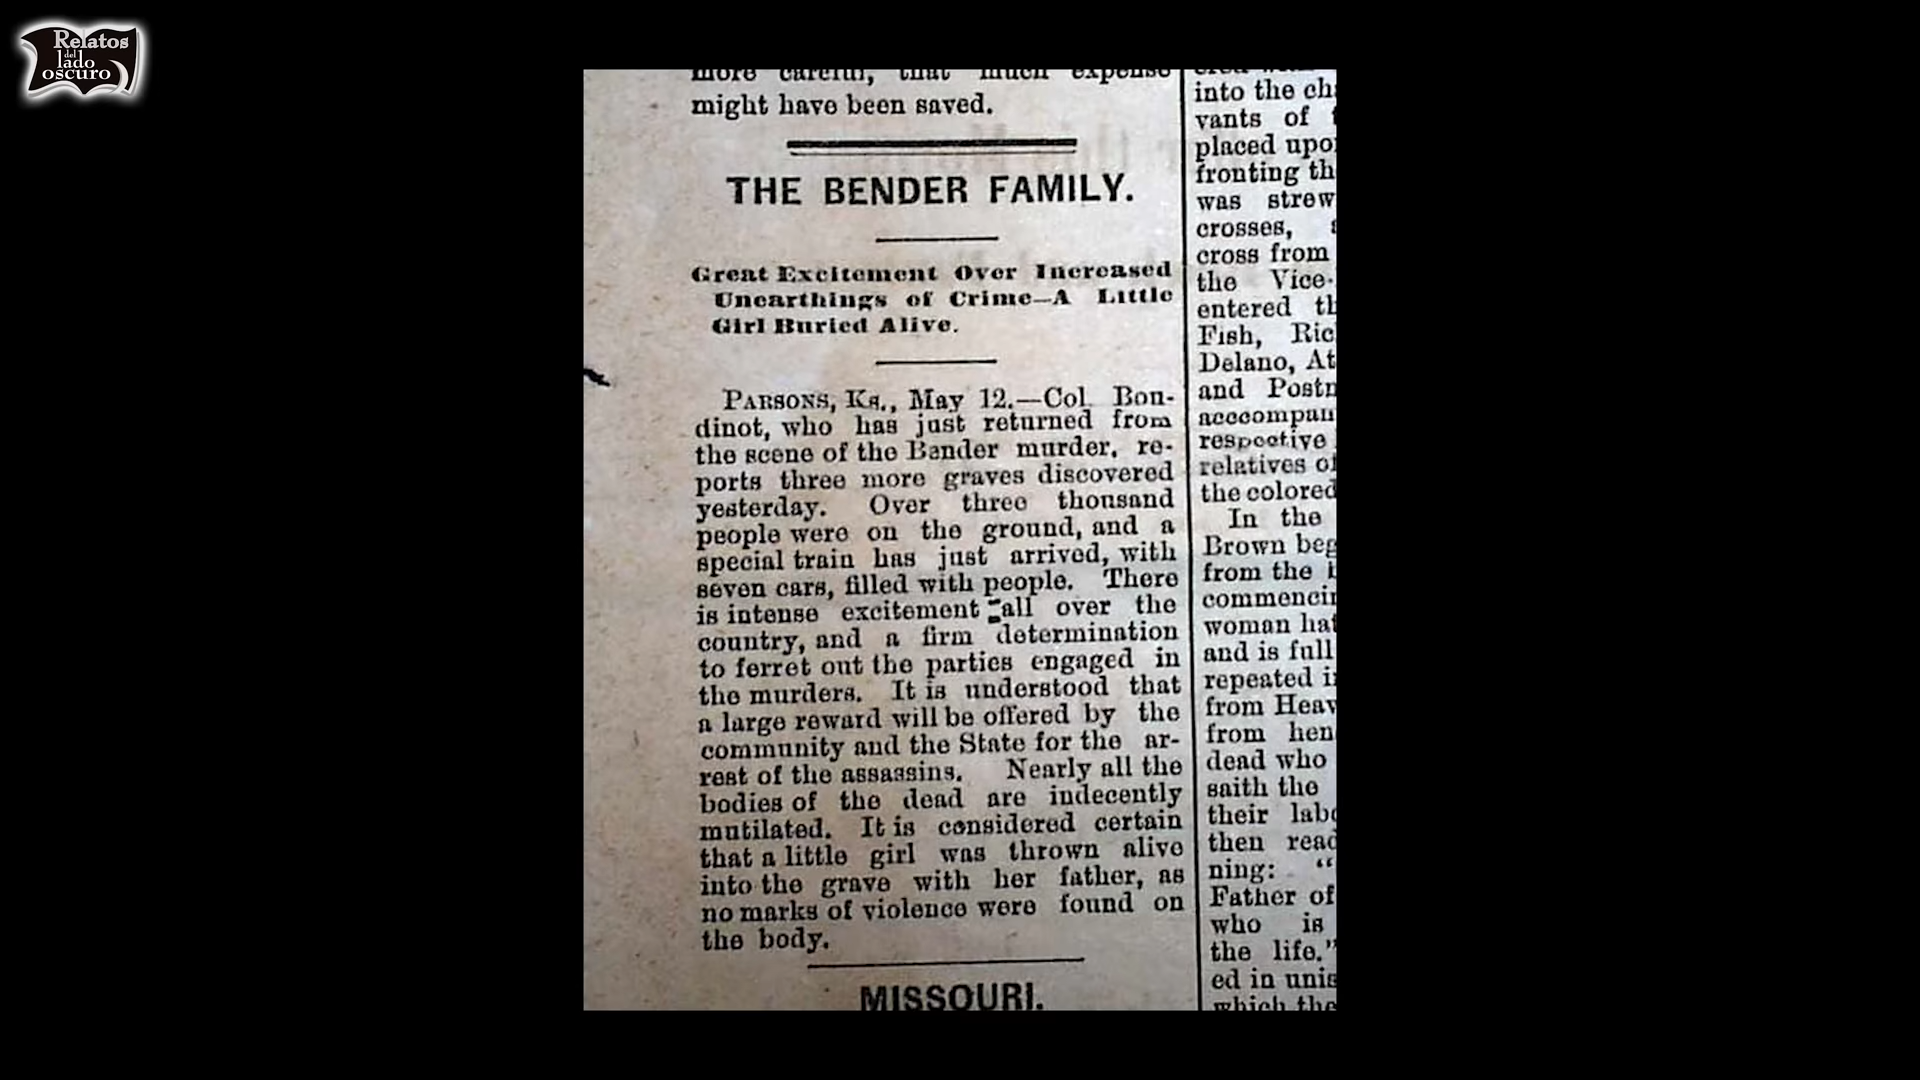 Relatos
del
lado
oscuro
more careful, that much expense
might have been saved.
THE BENDER FAMILY.
Great Excitement Over Increased
Unearthings of Crime—A Little
Girl Buried Alive.
PARSONS, Ks., May 12.—Col. Bon-
dinot, who has just returned from
the scene of the Bender murder, re-
ports three more graves discovered
yesterday. Over three thousand
people were on the ground, and a
special train has just arrived, with
seven cars, filled with people. There
is intense excitement all over the
country, and a firm determination
to ferret out the parties engaged in
the murders. It is understood that
a large reward will be offered by the
community and the State for the ar-
rest of the assassins. Nearly all the
bodies of the dead are indecently
mutilated. It is considered certain
that a little girl was thrown alive
into the grave with her father, as
no marks of violence were found on
the body.
MISSOURI.
into the
vants of
placed
fronting
was
crosses,
cross from
the Vice-
entered
Fish,
Delano,
and
respective
relatives
the colored
In the
Brown
from the
woman
and is full
repeated
from
from
dead who
saith the
their
then
ning: “
Father of
who is
the life.”
ed in
which the